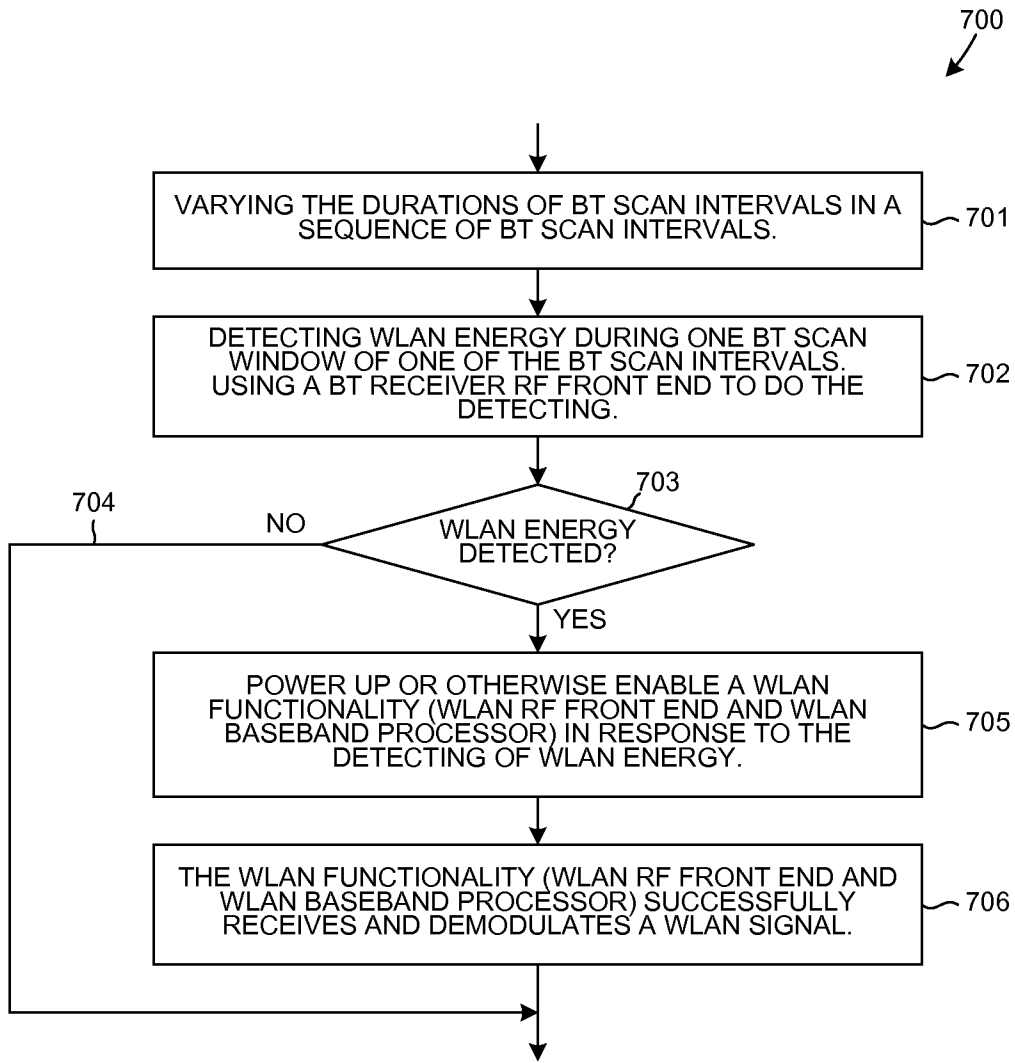 700
VARYING THE DURATIONS OF BT SCAN INTERVALS IN A
SEQUENCE OF BT SCAN INTERVALS.
701
DETECTING WLAN ENERGY DURING ONE BT SCAN
WINDOW OF ONE OF THE BT SCAN INTERVALS.
USING A BT RECEIVER RF FRONT END TO DO THE
DETECTING.
702
703
704
NO
WLAN ENERGY
DETECTED?
YES
POWER UP OR OTHERWISE ENABLE A WLAN
FUNCTIONALITY (WLAN RF FRONT END AND WLAN
BASEBAND PROCESSOR) IN RESPONSE TO THE
DETECTING OF WLAN ENERGY.
705
THE WLAN FUNCTIONALITY (WLAN RF FRONT END AND
WLAN BASEBAND PROCESSOR) SUCCESSFULLY
RECEIVES AND DEMODULATES A WLAN SIGNAL.
706